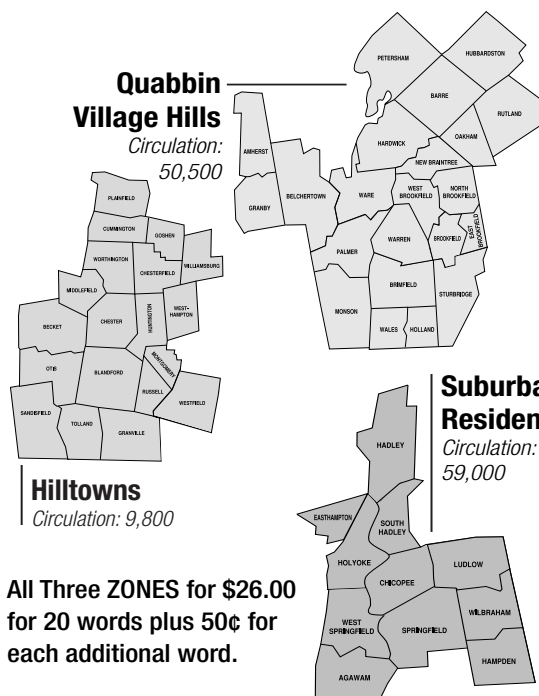 Quabbin
Village Hills
Circulation:
50,500
PETERSHAM
HUBBARDSTON
BARRE
RUTLAND
OAKHAM
HARDWICK
NEW BRAINTREE
AMHERST
GRANBY
BELCHERTOWN
WARE
WEST
BROOKFIELD
NORTH
BROOKFIELD
EAST
BROOKFIELD
BROOKFIELD
WARREN
PALMER
BRIMFIELD
STURBRIDGE
MONSON
WALES
HOLLAND
PLAINFIELD
CUMMINGTON
GOSHEN
WORTHINGTON
CHESTERFIELD
WILLIAMSBURG
MIDDLEFIELD
HUNTINGTON
WEST-
HAMPTON
CHESTER
BECKET
MONTGOMERY
OTIS
BLANDFORD
RUSSELL
WESTFIELD
SANDISFIELD
TOLLAND
GRANVILLE
Hilltowns
Circulation: 9,800
Suburba
Residen
Circulation:
59,000
HADLEY
EASTHAMPTON
SOUTH
HADLEY
HOLYOKE
CHICOPEE
LUDLOW
WEST
SPRINGFIELD
SPRINGFIELD
WILBRAHAM
HAMPDEN
AGAWAM
All Three ZONES for $26.00
for 20 words plus 50¢ for
each additional word.